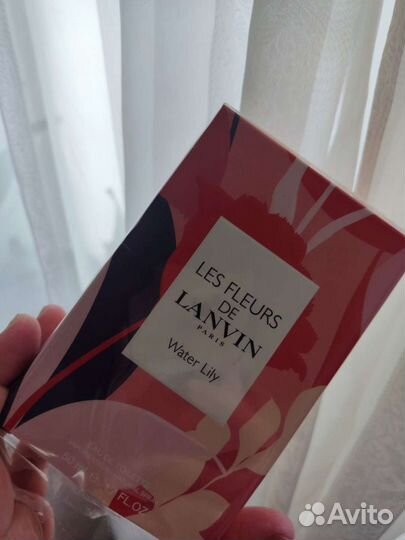 LES FLEURS
DE
LANVIN
PARIS
Water Lily
FL.OZ
Avito